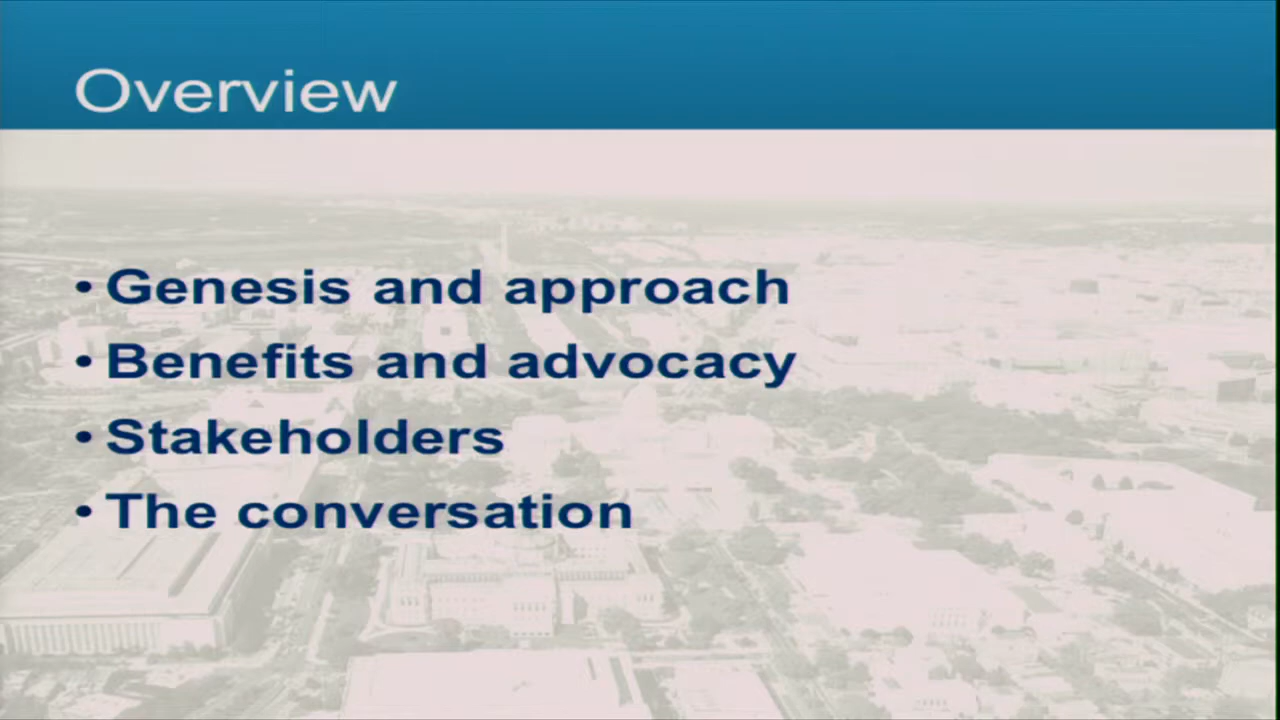 Overview
• Genesis and approach
• Benefits and advocacy
• Stakeholders
• The conversation